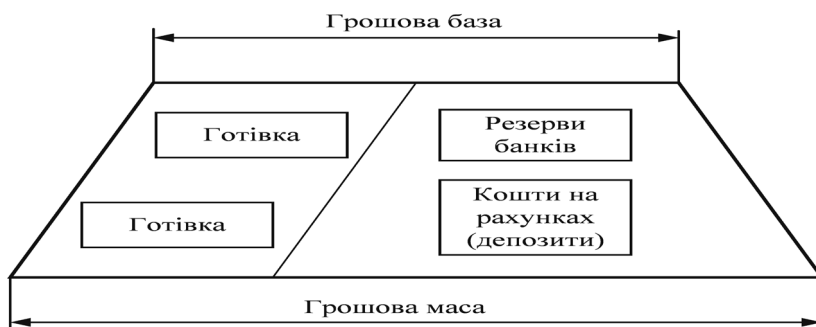 Грошова база
Готівка
Резерви
банків
Готівка
Кошти на
рахунках
(депозити)
Грошова маса